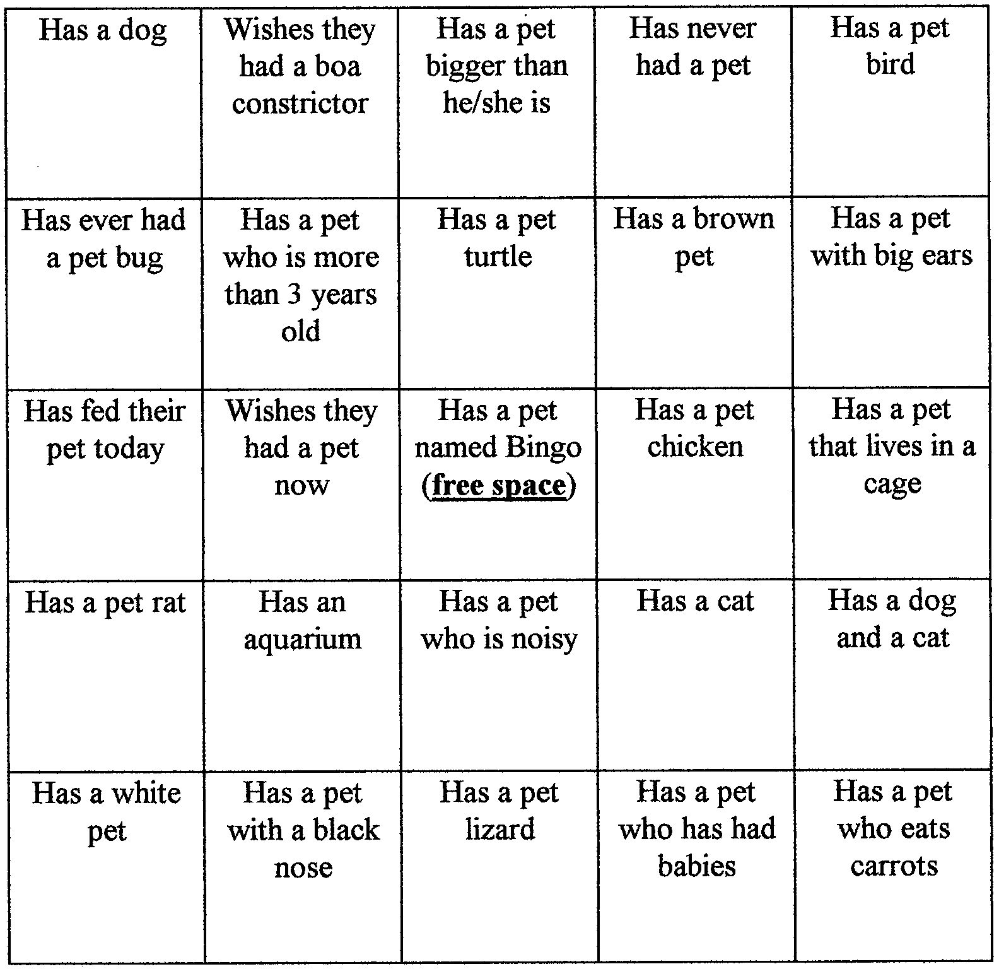 Has a dog
Wishes they
had a boa
constrictor
Has a pet
bigger than
he/she is
Has never
had a pet
Has a pet
bird
Has ever had
a pet bug
Has a pet
who is more
than 3 years
old
Has a pet
turtle
Has a brown
pet
Has a pet
with big ears
Has fed their
pet today
Wishes they
had a pet
now
Has a pet
named Bingo
(free space)
Has a pet
chicken
Has a pet
that lives in a
cage
Has a pet rat
Has an
aquarium
Has a pet
who is noisy
Has a cat
Has a dog
and a cat
Has a white
pet
Has a pet
with a black
nose
Has a pet
lizard
Has a pet
who has had
babies
Has a pet
who eats
carrots